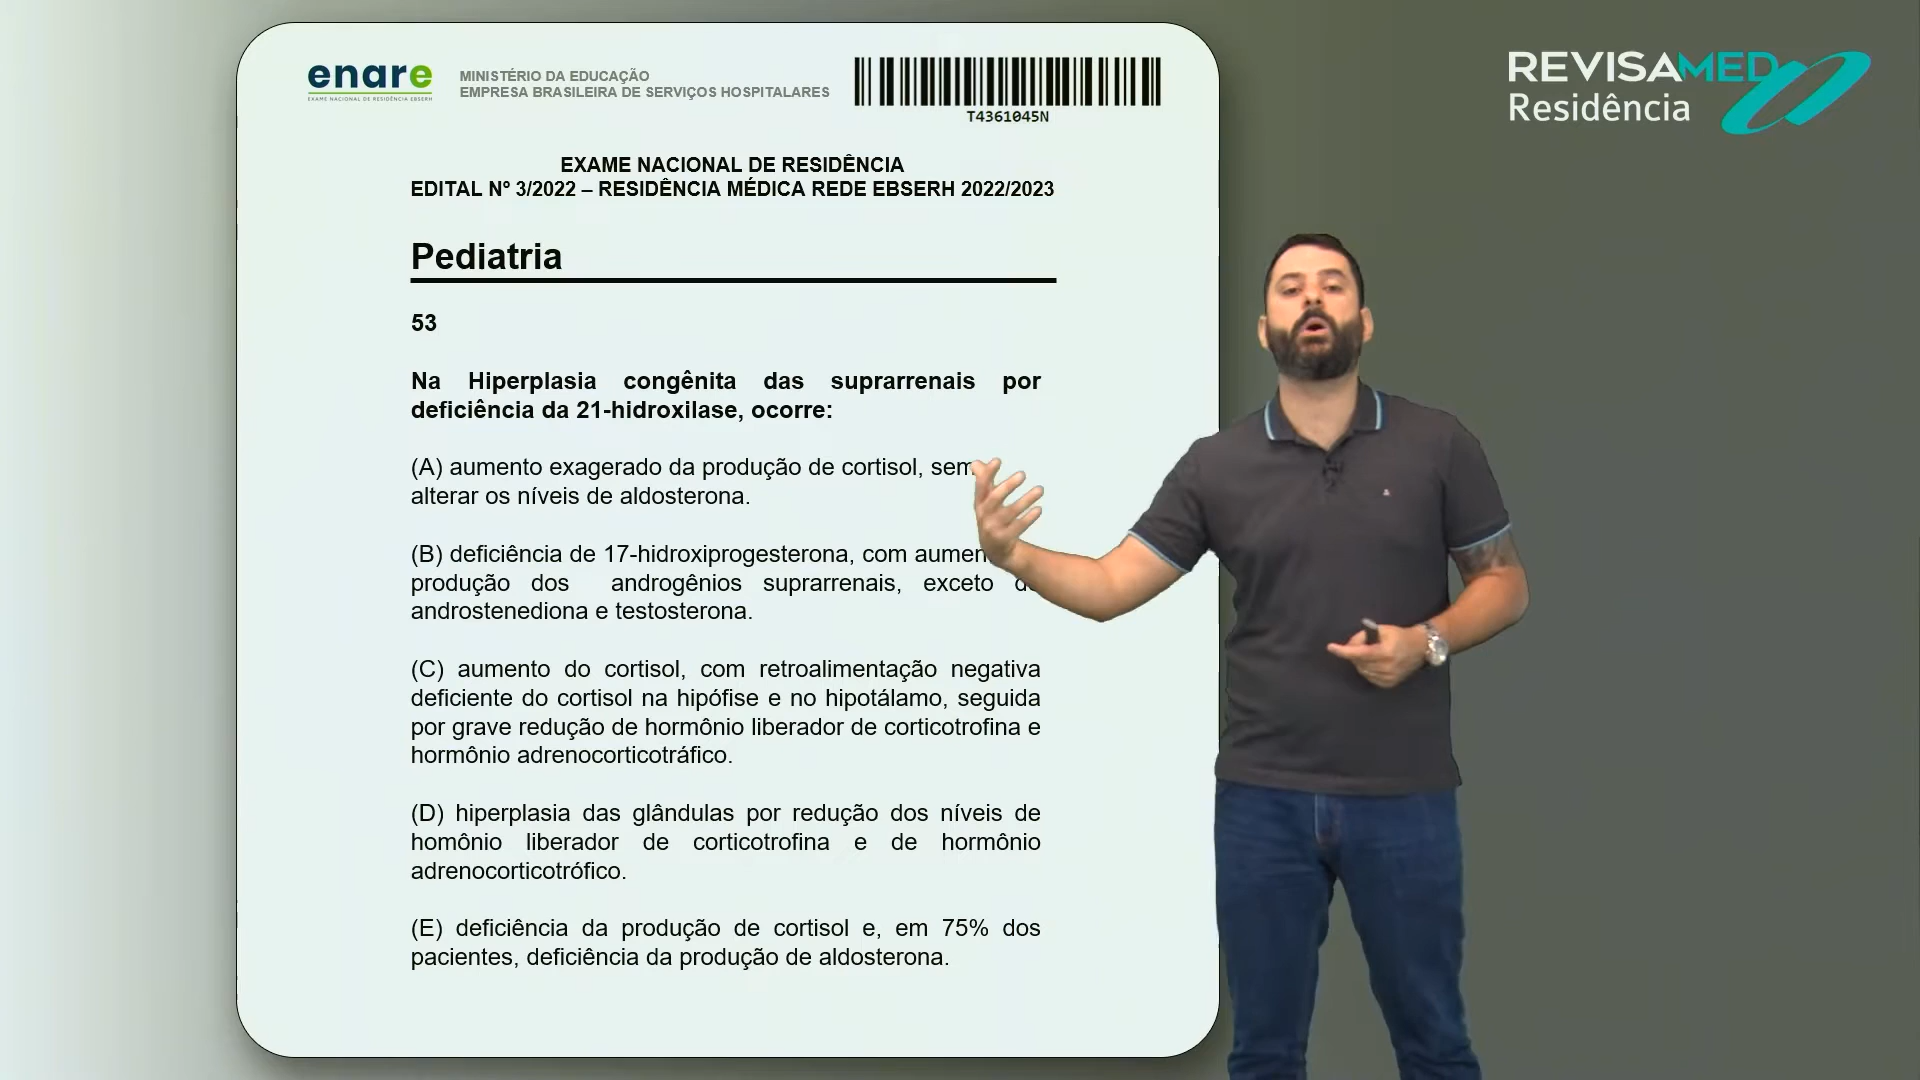 enare
EXAME NACIONAL DE RESIDÊNCIA EBSERH
MINISTÉRIO DA EDUCAÇÃO
EMPRESA BRASILEIRA DE SERVIÇOS HOSPITALARES
T4361045N
REVISAMED
Residência
EXAME NACIONAL DE RESIDÊNCIA
EDITAL Nº 3/2022 – RESIDÊNCIA MÉDICA REDE EBSERH 2022/2023
Pediatria
53
Na Hiperplasia congênita das suprarrenais por
deficiência da 21-hidroxilase, ocorre:
(A) aumento exagerado da produção de cortisol, sem
alterar os níveis de aldosterona.
(B) deficiência de 17-hidroxiprogesterona, com
produção dos androgênios suprarrenais, exceto
androstenediona e testosterona.
(C) aumento do cortisol, com retroalimentação negativa
deficiente do cortisol na hipófise e no hipotálamo, seguida
por grave redução de hormônio liberador de corticotrofina e
hormônio adrenocorticotráfico.
(D) hiperplasia das glândulas por redução dos níveis de
homônio liberador de corticotrofina e de hormônio
adrenocorticotrófico.
(E) deficiência da produção de cortisol e, em 75% dos
pacientes, deficiência da produção de aldosterona.